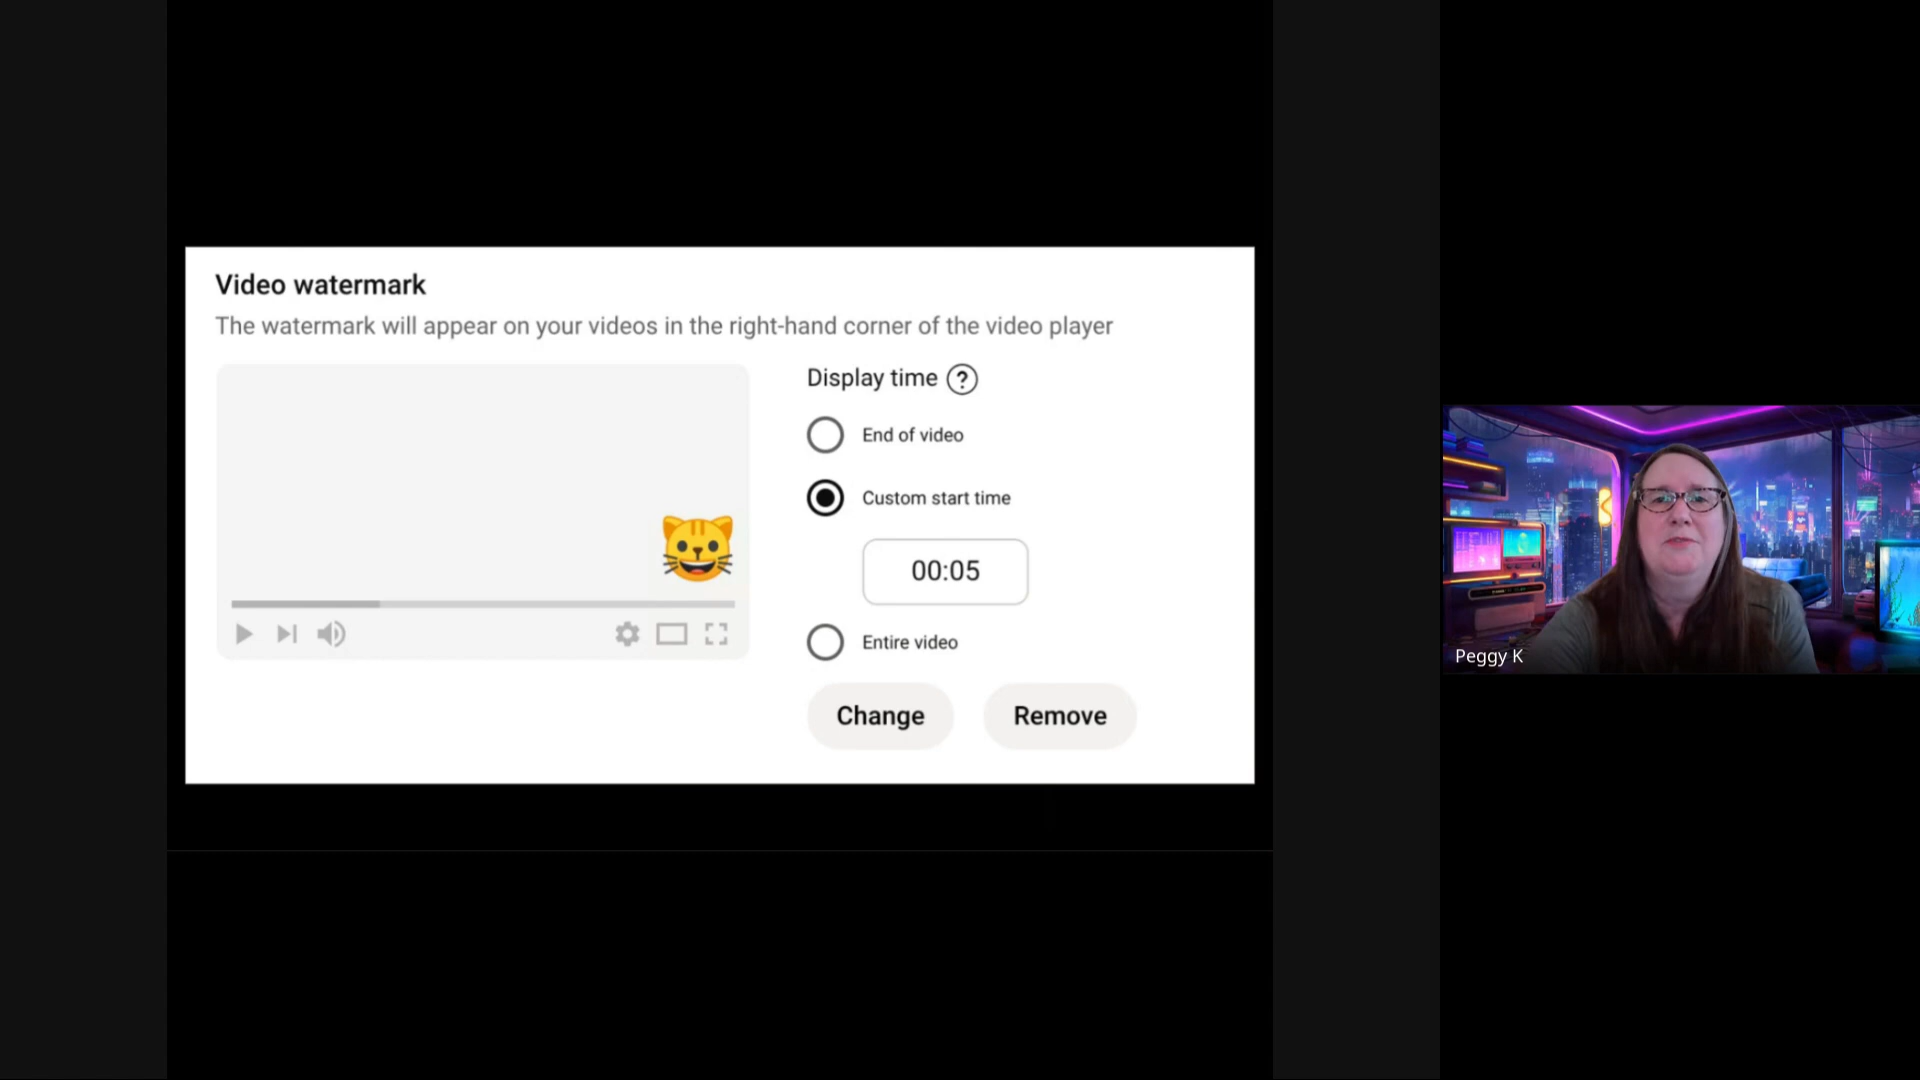 Video watermark
The watermark will appear on your videos in the right-hand corner of the video player
Display time ?
End of video
Custom start time
00:05
Entire video
Change Remove
Peggy K